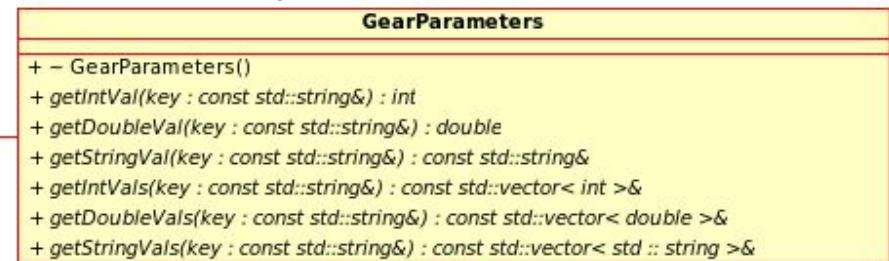 GearParameters
+ ~ GearParameters()
+ getIntVal(key : const std::string&) : int
+ getDoubleVal(key : const std::string&) : double
+ getStringVal(key : const std::string&) : const std::string&
+ getIntVals(key : const std::string&) : const std::vector< int >&
+ getDoubleVals(key : const std::string&) : const std::vector< double >&
+ getStringVals(key : const std::string&) : const std::vector< std :: string >&